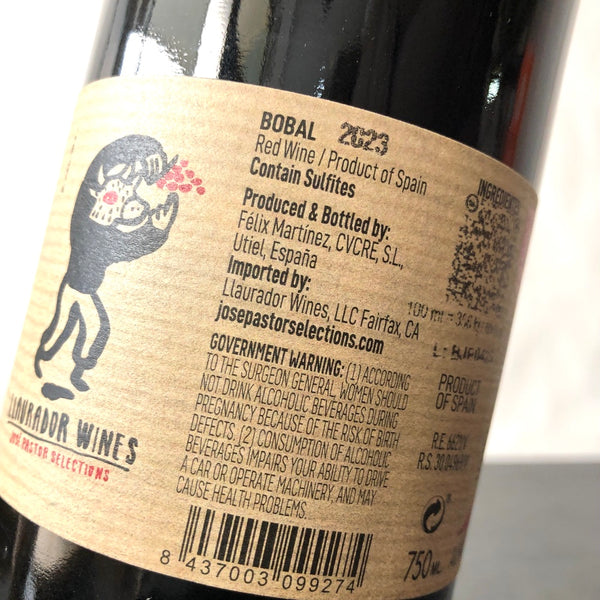 BOBAL 2023
Red Wine / Product of Spain
Contain Sulfites
Produced & Bottled by:
Félix Martínez, CVCRE, S.L.,
Utiel, España
Imported by:
Llaurador Wines, LLC Fairfax, CA
josepastorselections.com
GOVERNMENT WARNING: (1) ACCORDING
TO THE SURGEON GENERAL, WOMEN SHOULD
NOT DRINK ALCOHOLIC BEVERAGES DURING
PREGNANCY BECAUSE OF THE RISK OF BIRTH
DEFECTS. (2) CONSUMPTION OF ALCOHOLIC
BEVERAGES IMPAIRS YOUR ABILITY TO DRIVE
A CAR OR OPERATE MACHINERY, AND MAY
CAUSE HEALTH PROBLEMS.
8 437003 099274
LLAURADOR WINES
JOSE PASTOR SELECTIONS
100 ml =
PRODUCT
OF SPAIN
R.E.
R.S.
750 ML